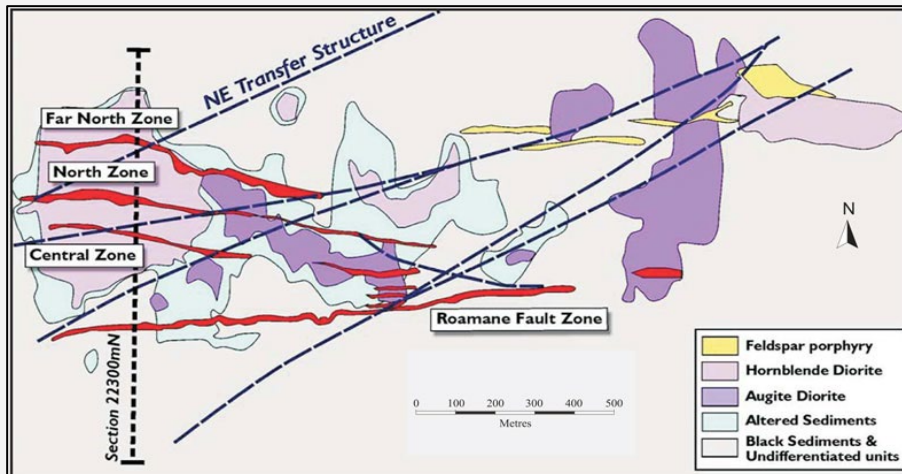 NE Transfer Structure
Far North Zone
North Zone
Central Zone
Section 22300mN
Roamane Fault Zone
N
0 100 200 300 400 500
Metres
Feldspar porphyry
Hornblende Diorite
Augite Diorite
Altered Sediments
Black Sediments &
Undifferentiated units